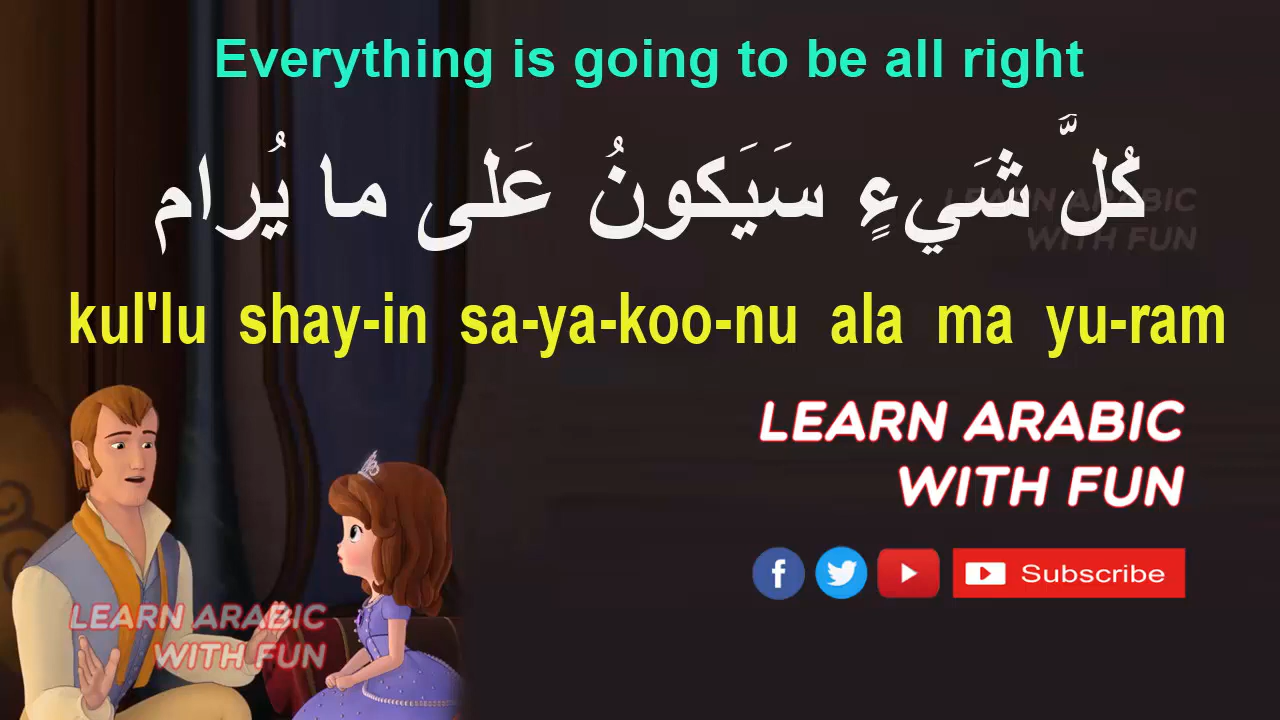 Everything is going to be all right
كُلَّ شَيءٍ سَيَكونُ عَلى ما يُرام
LEARN ARABIC
WITH FUN
kul'lu shay-in sa-ya-koo-nu ala ma yu-ram
LEARN ARABIC
WITH FUN
Subscribe
LEARN ARABIC
WITH FUN